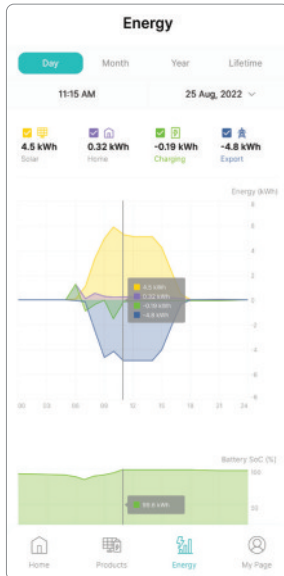 Energy
Day Month Year Lifetime
11:15 AM 25 Aug, 2022
4.5 kWh 0.32 kWh -0.19 kWh -4.8 kWh
Solar Home Charging Export
Energy (kWh)
8
6
4
2
0
-2
-4
-6
-8
4.5 kWh
0.32 kWh
-0.19 kWh
-4.8 kWh
00 03 06 09 12 15 18 21 24
Battery SoC (%)
100
50
Home Products Energy My Page